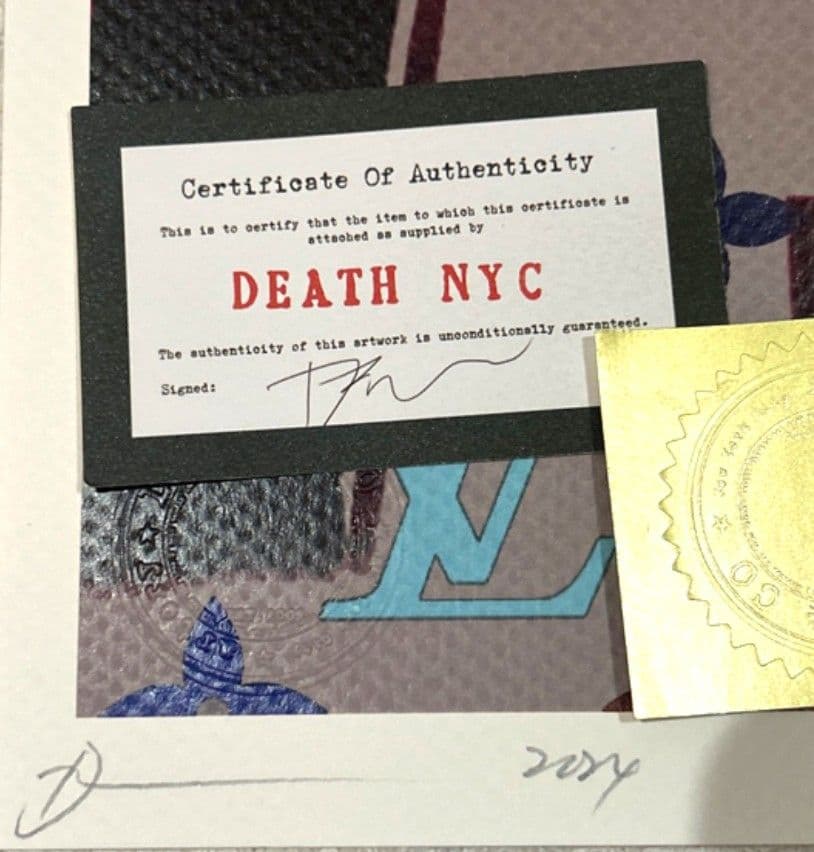 Certificate Of Authenticity
This is to certify that the item to which this certificate is
attached as supplied by
DEATH NYC
The authenticity of this artwork is unconditionally guaranteed.
Signed:
LV
2024